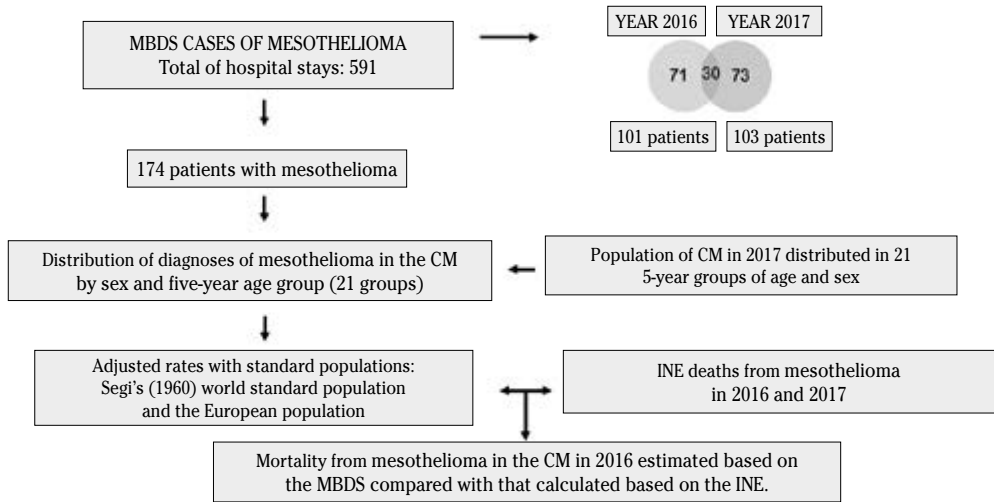 MBDS CASES OF MESOTHELIOMA
Total of hospital stays: 591
YEAR 2016
YEAR 2017
71
30
73
101 patients
103 patients
174 patients with mesothelioma
Distribution of diagnoses of mesothelioma in the CM
by sex and five-year age group (21 groups)
Population of CM in 2017 distributed in 21
5-year groups of age and sex
Adjusted rates with standard populations:
Segi's (1960) world standard population
and the European population
INE deaths from mesothelioma
in 2016 and 2017
Mortality from mesothelioma in the CM in 2016 estimated based on
the MBDS compared with that calculated based on the INE.